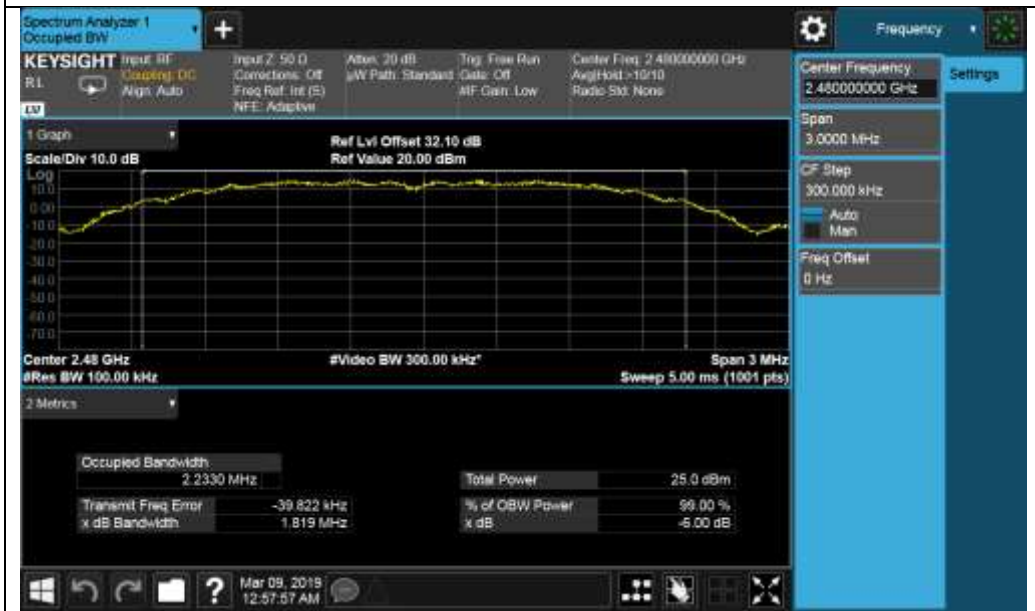 Spectrum Analyzer 1
Occupied BW
+
Frequency
KEYSIGHT
Input: RF
Coupling: DC
Align: Auto
Input Z: 50 Ω
Corrections: Off
Freq Ref: Int (S)
NFE: Adaptive
Atten: 20 dB
µW Path: Standard
Trig: Free Run
Gate: Off
#IF Gain: Low
Center Freq: 2.480000000 GHz
Avg|Hold:>10/10
Radio Std: None
R L
LXI
Center Frequency
2.480000000 GHz
Settings
Span
3.0000 MHz
CF Step
300.000 kHz
Auto
Man
Freq Offset
0 Hz
1 Graph
Scale/Div 10.0 dB
Ref Lvl Offset 32.10 dB
Ref Value 20.00 dBm
Log
10.0
0.00
-10.0
-20.0
-30.0
-40.0
-50.0
-60.0
-70.0
Center 2.48 GHz
#Video BW 300.00 kHz*
Span 3 MHz
#Res BW 100.00 kHz
Sweep 5.00 ms (1001 pts)
2 Metrics
Occupied Bandwidth
2.2330 MHz
Total Power 25.0 dBm
Transmit Freq Error -39.822 kHz
% of OBW Power 99.00 %
x dB Bandwidth 1.819 MHz
x dB -6.00 dB
?
Mar 09, 2019
12:57:57 AM